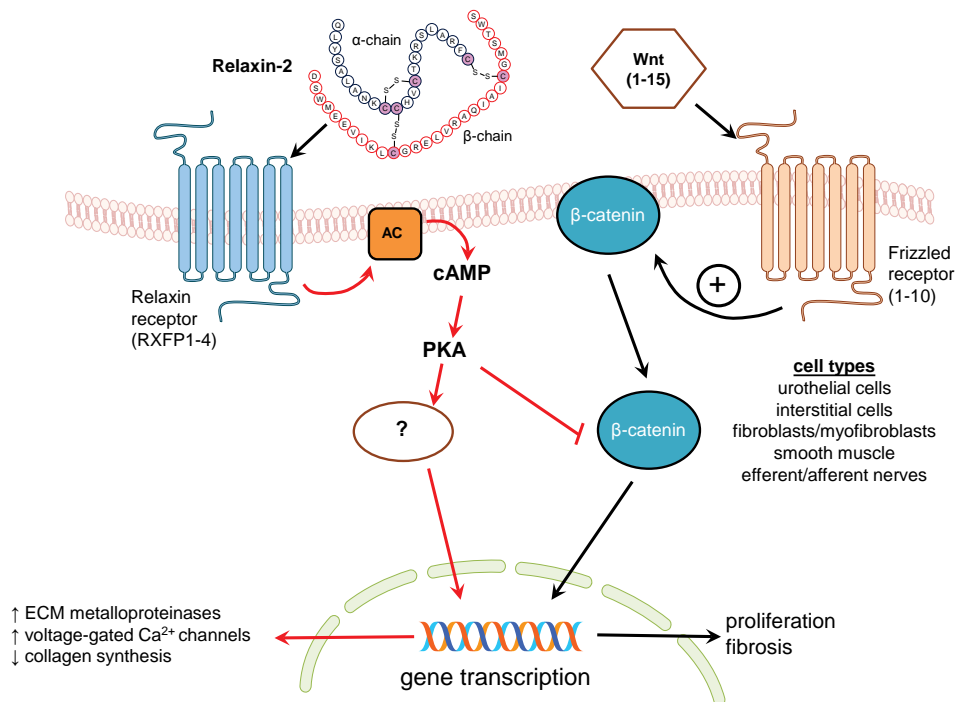 Relaxin-2
α-chain
QLYSALANKCCHVCTKRSLARFC
S S
S S
S S
β-chain
DSWMEEVIKLCGRELVRAQIAICGMSTWS
Wnt
(1-15)
AC
cAMP
PKA
?
β-catenin
β-catenin
+
Relaxin
receptor
(RXFP1-4)
Frizzled
receptor
(1-10)
cell types
urothelial cells
interstitial cells
fibroblasts/myofibroblasts
smooth muscle
efferent/afferent nerves
↑ ECM metalloproteinases
↑ voltage-gated Ca²⁺ channels
↓ collagen synthesis
gene transcription
proliferation
fibrosis